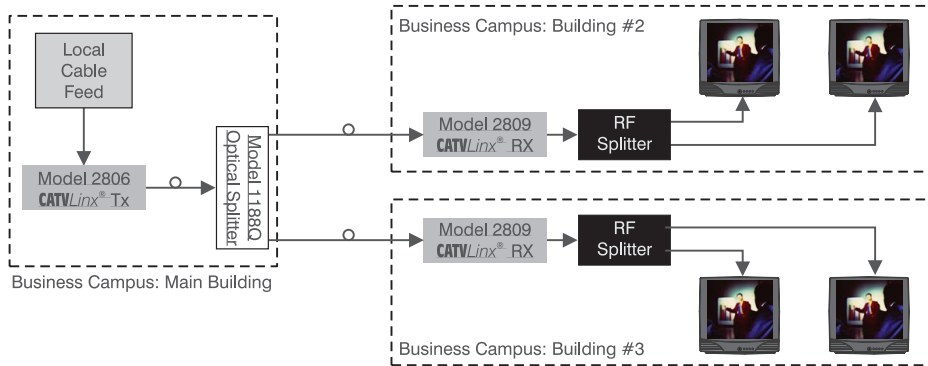 Business Campus: Building #2
Local
Cable
Feed
Model 2806
CATVLinx® Tx
Model 1188Q
Optical Splitter
Business Campus: Main Building
Model 2809
CATVLinx® RX
RF
Splitter
Model 2809
CATVLinx® RX
RF
Splitter
Business Campus: Building #3